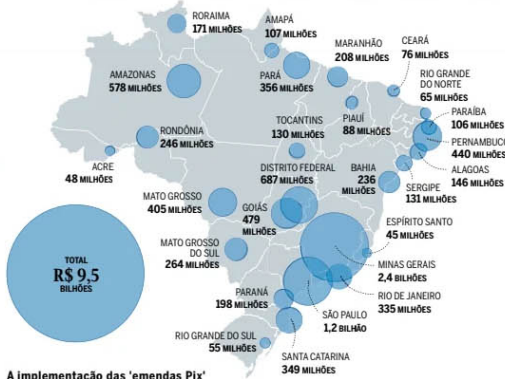 RORAIMA
171 MILHÕES
AMAPÁ
107 MILHÕES
MARANHÃO
208 MILHÕES
CEARÁ
76 MILHÕES
RIO GRANDE
DO NORTE
65 MILHÕES
AMAZONAS
578 MILHÕES
PARÁ
356 MILHÕES
PARAÍBA
106 MILHÕES
PERNAMBUCO
440 MILHÕES
ALAGOAS
146 MILHÕES
RONDÔNIA
246 MILHÕES
TOCANTINS
130 MILHÕES
PIAUÍ
88 MILHÕES
ACRE
48 MILHÕES
DISTRITO FEDERAL
687 MILHÕES
BAHIA
236
MILHÕES
SERGIPE
131 MILHÕES
MATO GROSSO
405 MILHÕES
GOIÁS
479
MILHÕES
ESPÍRITO SANTO
45 MILHÕES
MATO GROSSO
DO SUL
264 MILHÕES
MINAS GERAIS
2,4 BILHÕES
TOTAL
R$ 9,5
BILHÕES
PARANÁ
198 MILHÕES
RIO DE JANEIRO
335 MILHÕES
SÃO PAULO
1,2 BILHÃO
RIO GRANDE DO SUL
55 MILHÕES
SANTA CATARINA
349 MILHÕES
A implementação das 'emendas Pix'